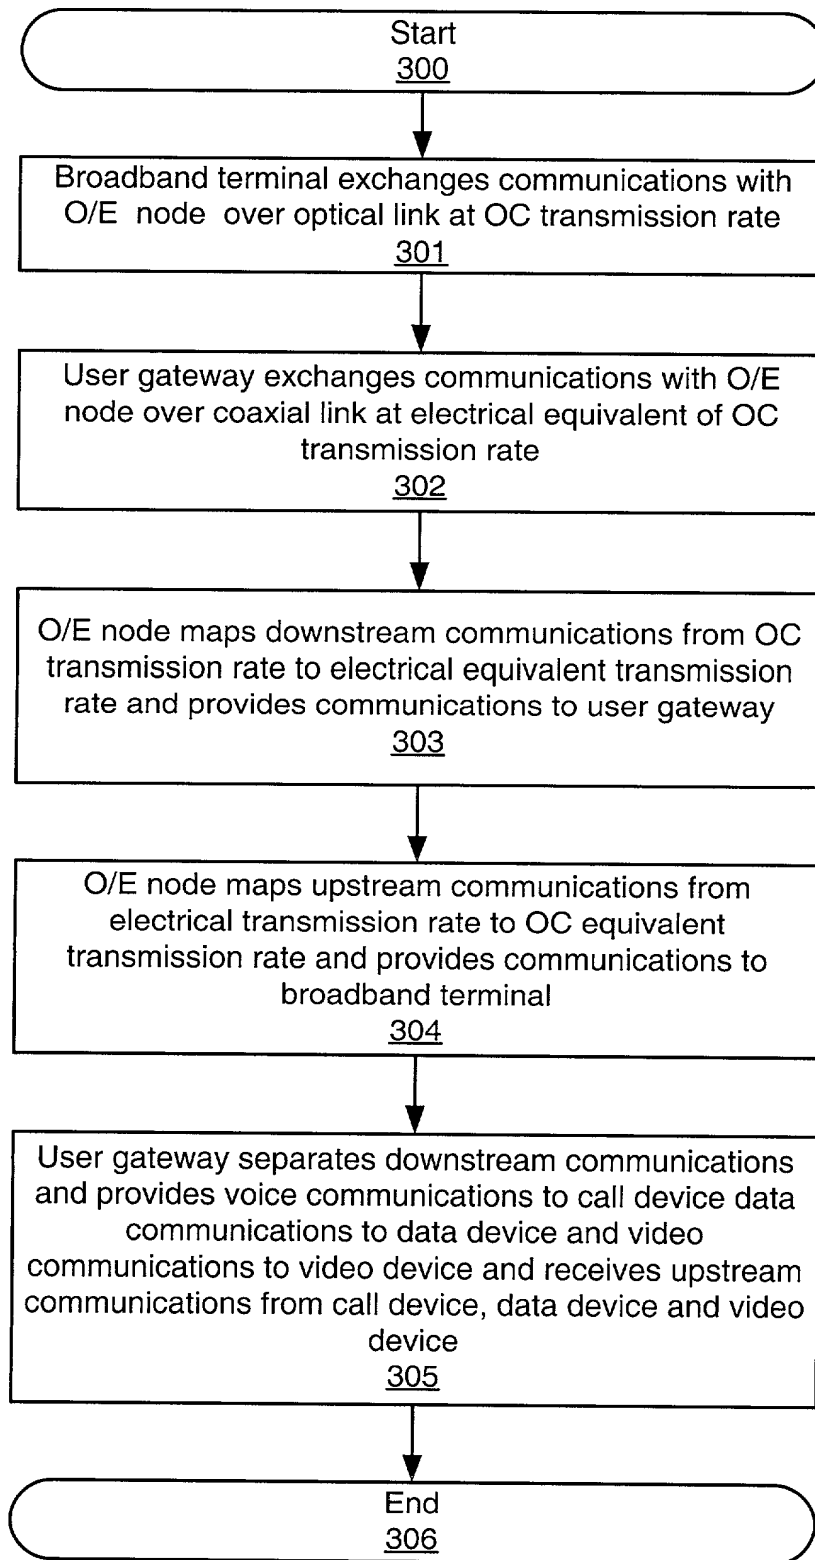 Start
300
Broadband terminal exchanges communications with
O/E node over optical link at OC transmission rate
301
User gateway exchanges communications with O/E
node over coaxial link at electrical equivalent of OC
transmission rate
302
O/E node maps downstream communications from OC
transmission rate to electrical equivalent transmission
rate and provides communications to user gateway
303
O/E node maps upstream communications from
electrical transmission rate to OC equivalent
transmission rate and provides communications to
broadband terminal
304
User gateway separates downstream communications
and provides voice communications to call device data
communications to data device and video
communications to video device and receives upstream
communications from call device, data device and video
device
305
End
306